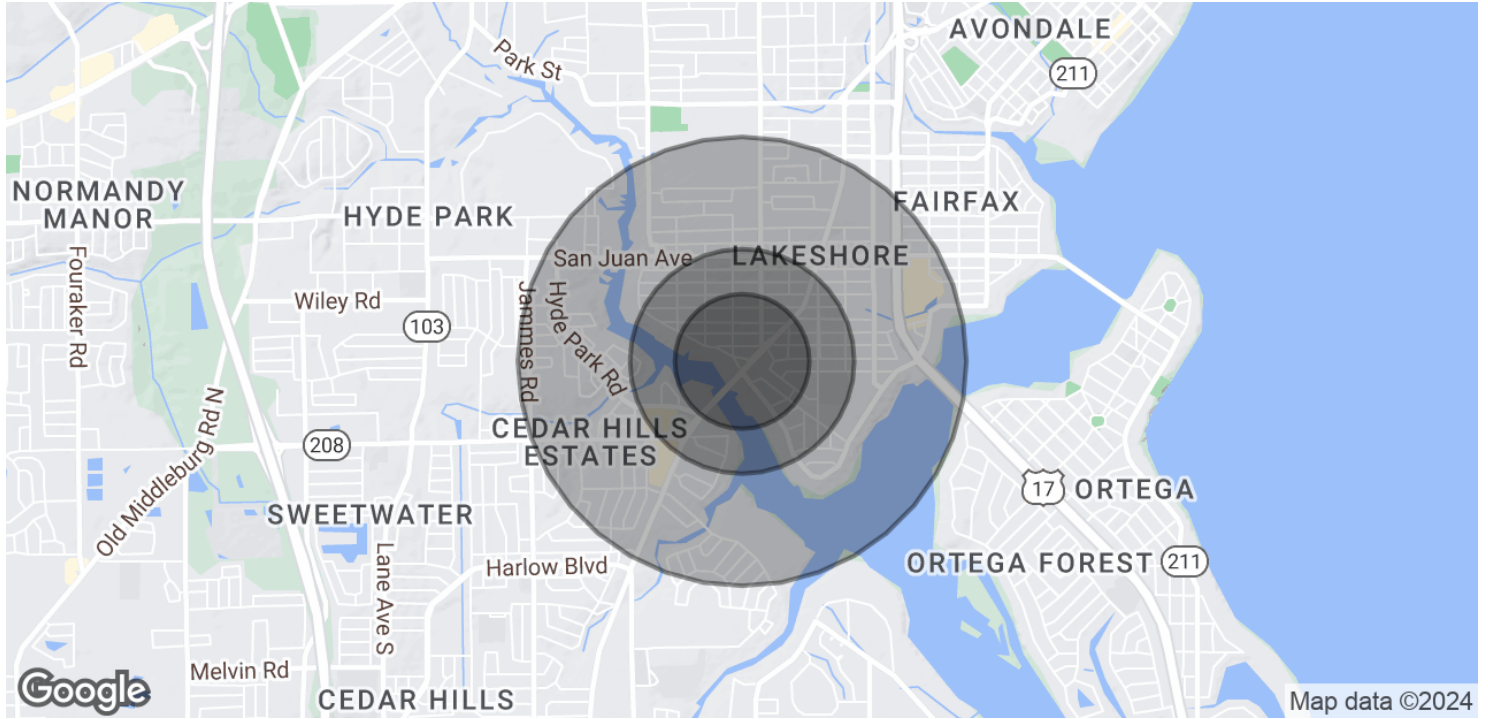 AVONDALE
211
Park St
NORMANDY
MANOR
HYDE PARK
FAIRFAX
San Juan Ave
LAKESHORE
Fouraker Rd
Wiley Rd
103
Jammes Rd
Hyde Park Rd
Old Middleburg Rd N
208
CEDAR HILLS
ESTATES
17
ORTEGA
SWEETWATER
Lane Ave S
Harlow Blvd
ORTEGA FOREST
211
Melvin Rd
CEDAR HILLS
Google
Map data ©2024